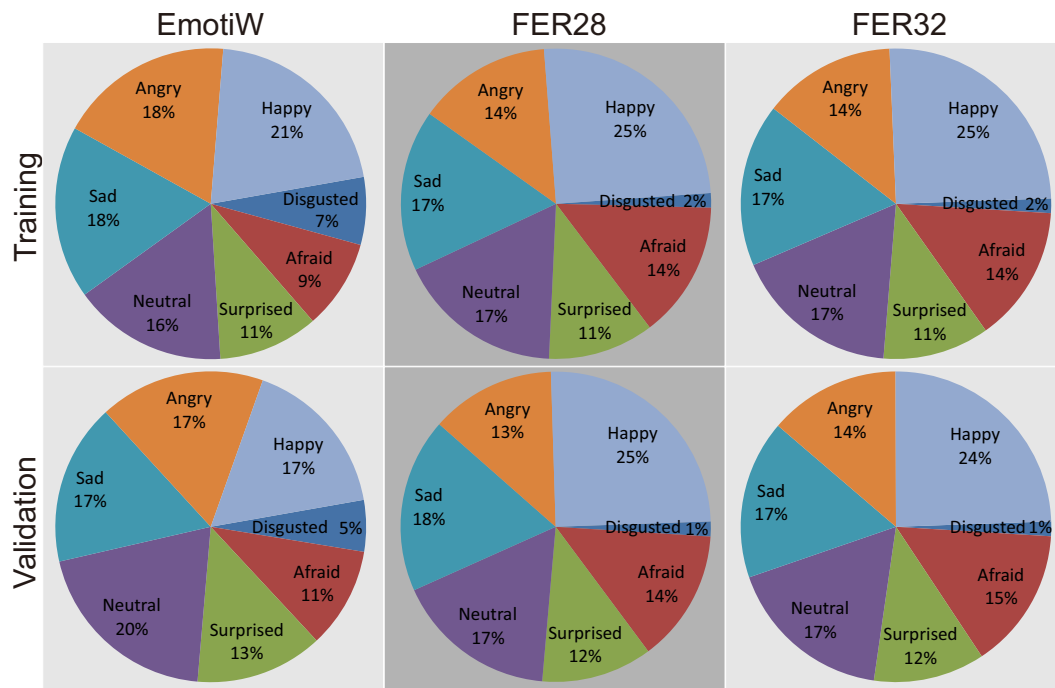 EmotiW
FER28
FER32
Training
Angry
18%
Happy
21%
Disgusted
7%
Afraid
9%
Surprised
11%
Neutral
16%
Sad
18%
Angry
14%
Happy
25%
Disgusted 2%
Afraid
14%
Surprised
11%
Neutral
17%
Sad
17%
Angry
14%
Happy
25%
Disgusted 2%
Afraid
14%
Surprised
11%
Neutral
17%
Sad
17%
Validation
Angry
17%
Happy
17%
Disgusted 5%
Afraid
11%
Surprised
13%
Neutral
20%
Sad
17%
Angry
13%
Happy
25%
Disgusted 1%
Afraid
14%
Surprised
12%
Neutral
17%
Sad
18%
Angry
14%
Happy
24%
Disgusted 1%
Afraid
15%
Surprised
12%
Neutral
17%
Sad
17%